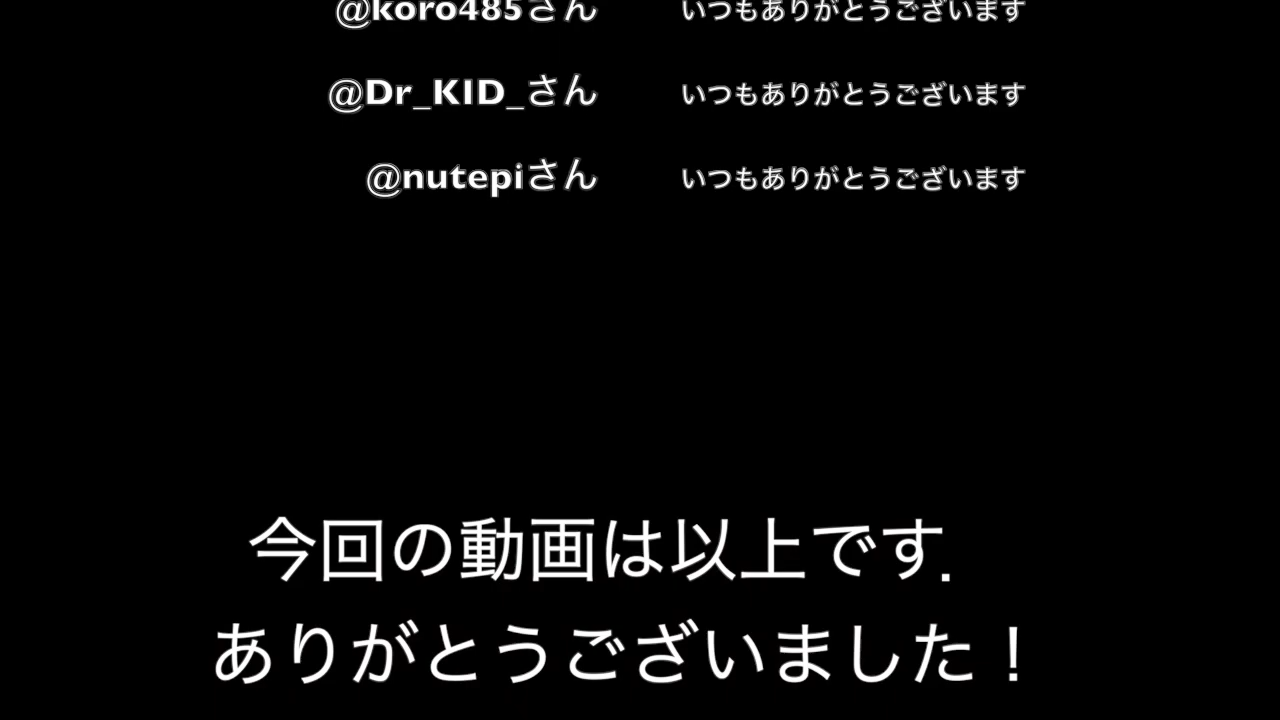 @koro485さん いつもありがとうございます
@Dr_KID_さん いつもありがとうございます
@nutepiさん いつもありがとうございます
今回の動画は以上です.
ありがとうございました！